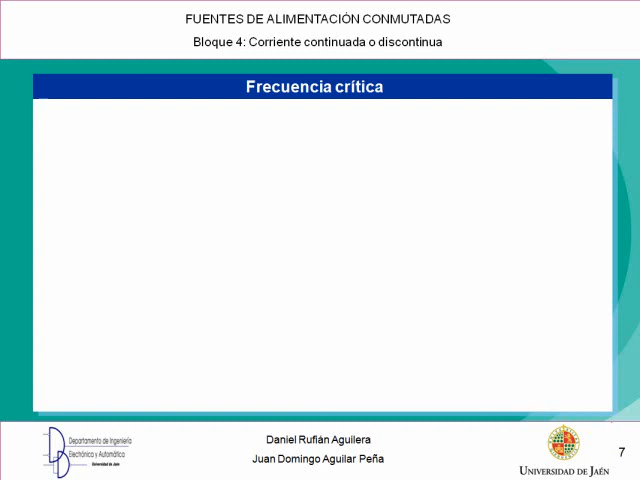 FUENTES DE ALIMENTACIÓN CONMUTADAS
Bloque 4: Corriente continuada o discontinua
Frecuencia crítica
Departamento de Ingeniería
Electrónica y Automática
Universidad de Jaén
Daniel Rufián Aguilera
Juan Domingo Aguilar Peña
UNIVERSIDAD DE JAÉN
7